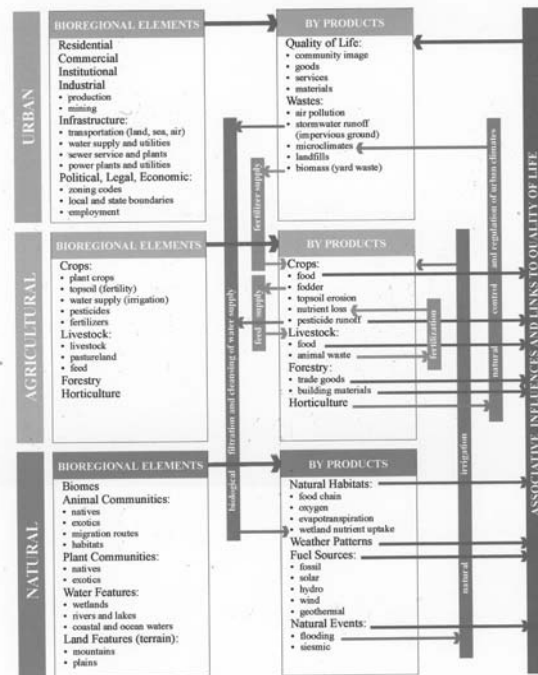 URBAN
BIOREGIONAL ELEMENTS
Residential
Commercial
Institutional
Industrial
• production
• mining
Infrastructure:
• transportation (land, sea, air)
• water supply and utilities
• sewer service and plants
• power plants and utilities
Political, Legal, Economic:
• zoning codes
• local and state boundaries
• employment
BY PRODUCTS
Quality of Life:
• community image
• goods
• services
• materials
Wastes:
• air pollution
• stormwater runoff
(impervious ground)
• microclimates
• landfills
• biomass (yard waste)
AGRICULTURAL
BIOREGIONAL ELEMENTS
Crops:
• plant crops
• topsoil (fertility)
• water supply (irrigation)
• pesticides
• fertilizers
Livestock:
• livestock
• pastureland
• feed
Forestry
Horticulture
BY PRODUCTS
Crops:
• food
• fodder
• topsoil erosion
• nutrient loss
• pesticide runoff
Livestock:
• food
• animal waste
Forestry:
• trade goods
• building materials
Horticulture
NATURAL
BIOREGIONAL ELEMENTS
Biomes
Animal Communities:
• natives
• exotics
• migration routes
• habitats
Plant Communities:
• natives
• exotics
Water Features:
• wetlands
• rivers and lakes
• coastal and ocean waters
Land Features (terrain):
• mountains
• plains
BY PRODUCTS
Natural Habitats:
• food chain
• oxygen
• evapotranspiration
• wetland nutrient uptake
Weather Patterns
Fuel Sources:
• fossil
• solar
• hydro
• wind
• geothermal
Natural Events:
• flooding
• siesmic
biological filtration and cleansing of water supply
fertilizer supply
feed supply
fertilization
natural control and regulation of urban climates
natural irrigation
ASSOCIATIVE INFLUENCES AND LINKS TO QUALITY OF LIFE